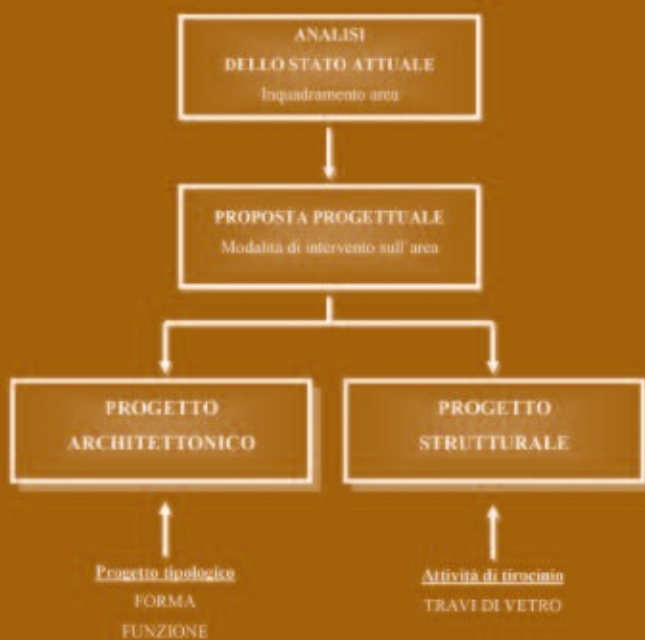 ANALISI
DELLO STATO ATTUALE
Inquadramento area
PROPOSTA PROGETTUALE
Modalità di intervento sull'area
PROGETTO
ARCHITETTONICO
PROGETTO
STRUTTURALE
Progetto tipologico
FORMA
FUNZIONE
Attività di tirocinio
TRAVI DI VETRO